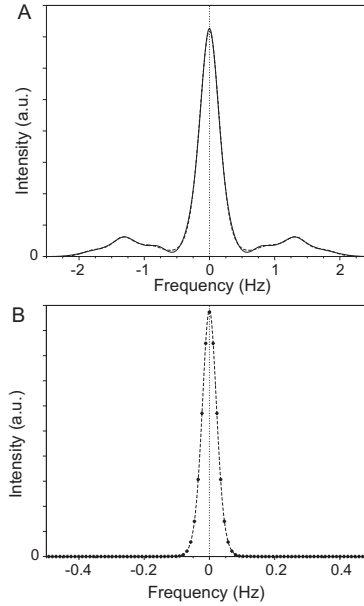 A
Intensity (a.u.)
0
-2 -1 0 1 2
Frequency (Hz)
B
Intensity (a.u.)
0
-0.4 -0.2 0 0.2 0.4
Frequency (Hz)